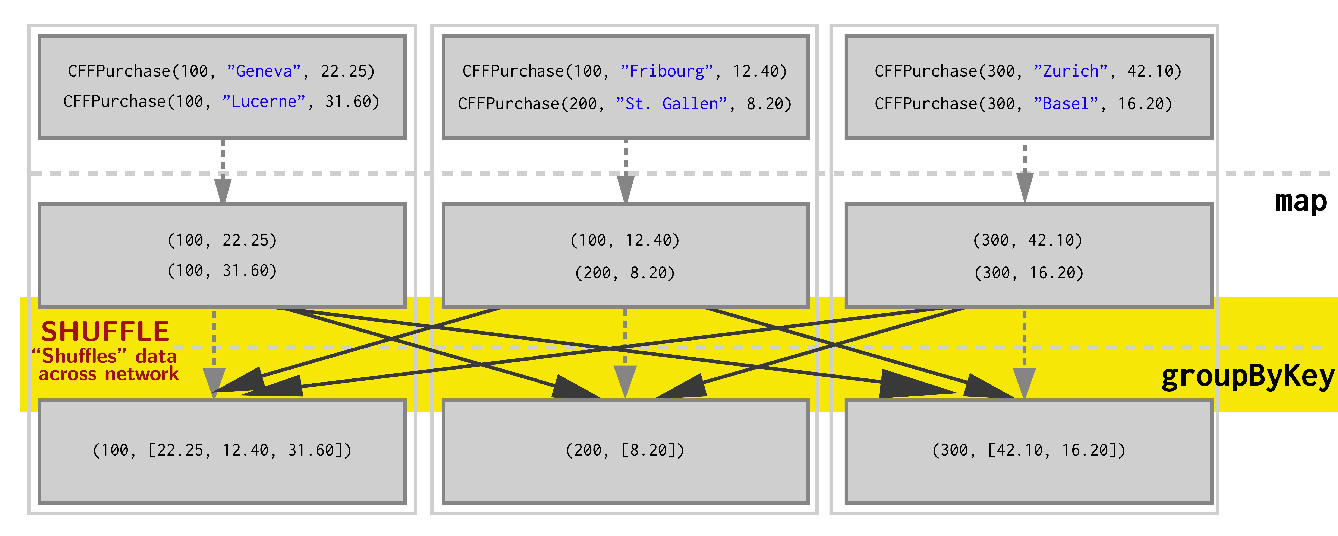 CFFPurchase(100, ”Geneva”, 22.25)
CFFPurchase(100, ”Lucerne”, 31.60)
CFFPurchase(100, ”Fribourg”, 12.40)
CFFPurchase(200, ”St. Gallen”, 8.20)
CFFPurchase(300, ”Zurich”, 42.10)
CFFPurchase(300, ”Basel”, 16.20)
map
(100, 22.25)
(100, 31.60)
(100, 12.40)
(200, 8.20)
(300, 42.10)
(300, 16.20)
SHUFFLE
“Shuffles” data
across network
groupByKey
(100, [22.25, 12.40, 31.60])
(200, [8.20])
(300, [42.10, 16.20])